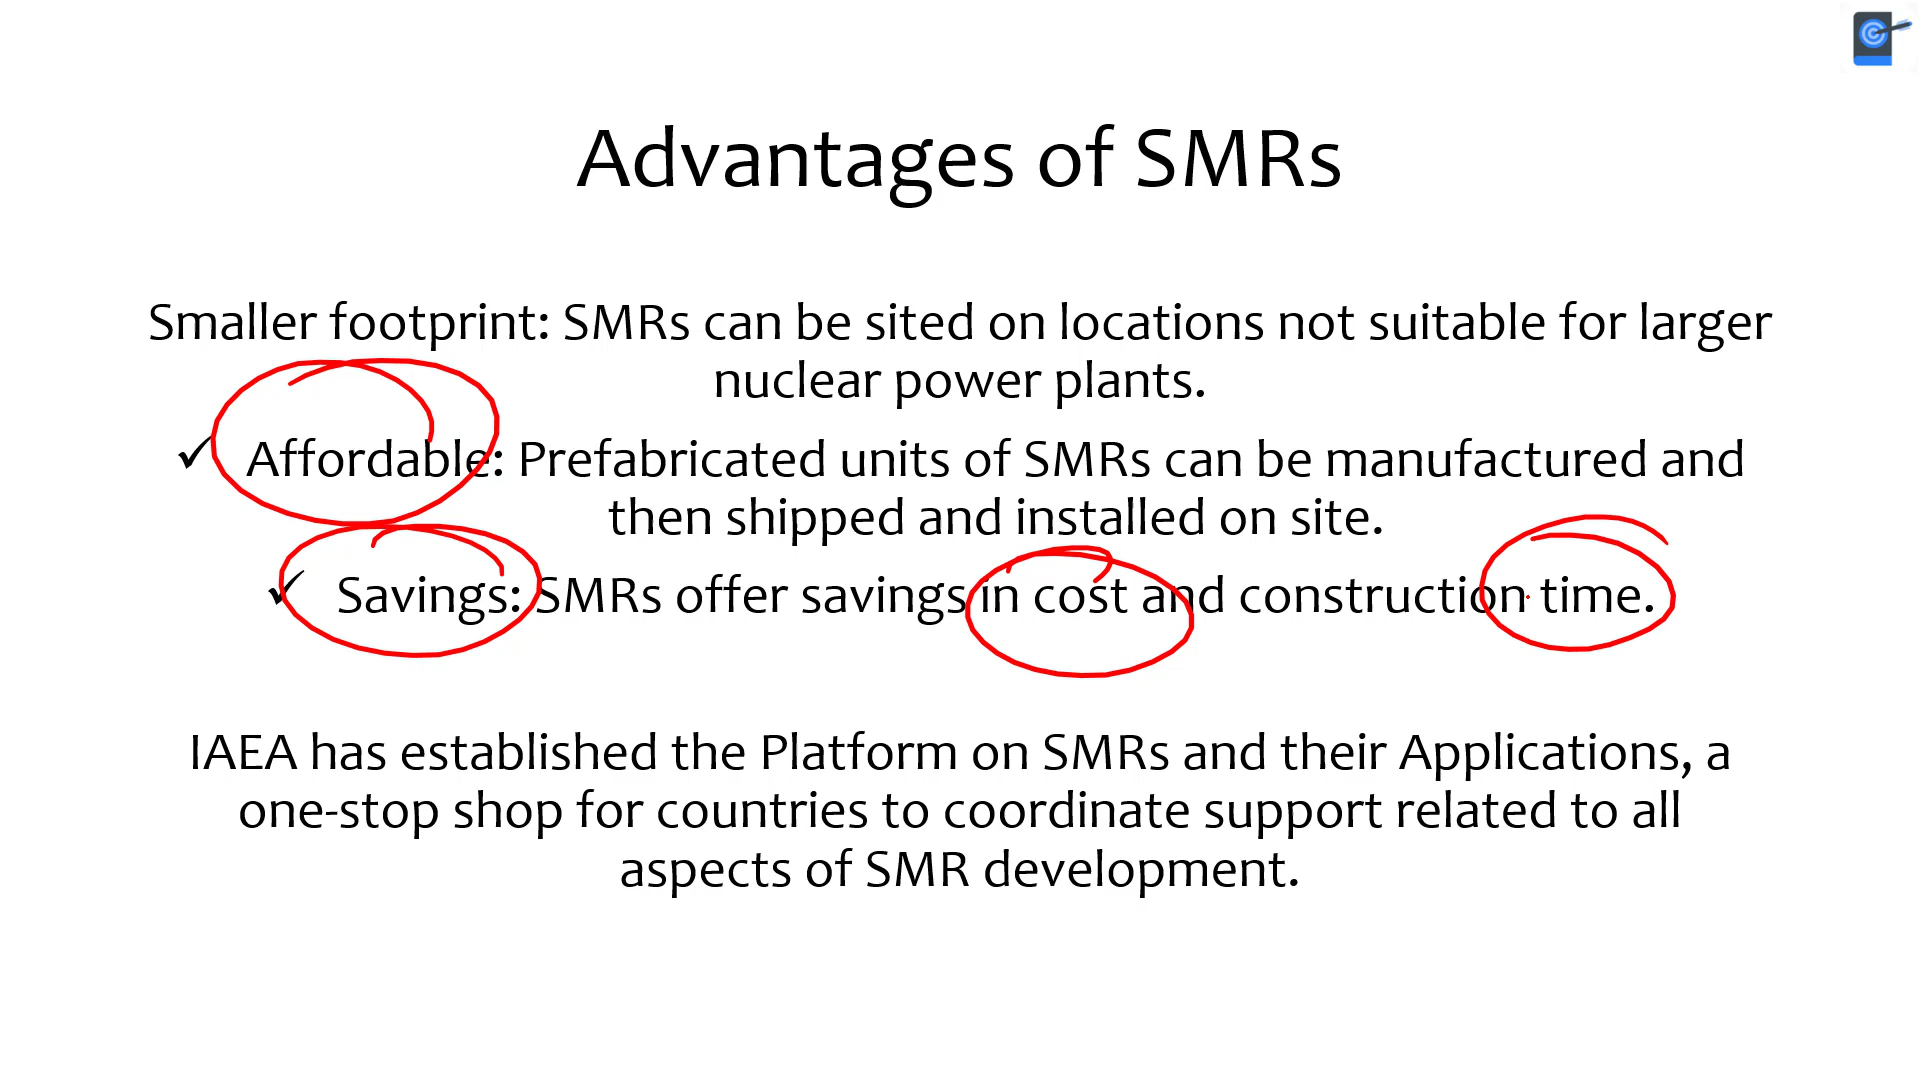 Advantages of SMRs
Smaller footprint: SMRs can be sited on locations not suitable for larger
nuclear power plants.
✓ Affordable: Prefabricated units of SMRs can be manufactured and
then shipped and installed on site.
✓ Savings: SMRs offer savings in cost and construction time.
IAEA has established the Platform on SMRs and their Applications, a
one-stop shop for countries to coordinate support related to all
aspects of SMR development.